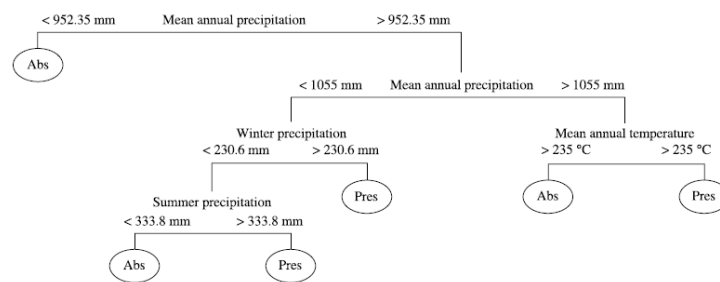 < 952.35 mm Mean annual precipitation > 952.35 mm
Abs
< 1055 mm Mean annual precipitation > 1055 mm
Winter precipitation
< 230.6 mm > 230.6 mm
Mean annual temperature
> 235 ºC > 235 ºC
Pres
Abs
Pres
Summer precipitation
< 333.8 mm > 333.8 mm
Abs
Pres